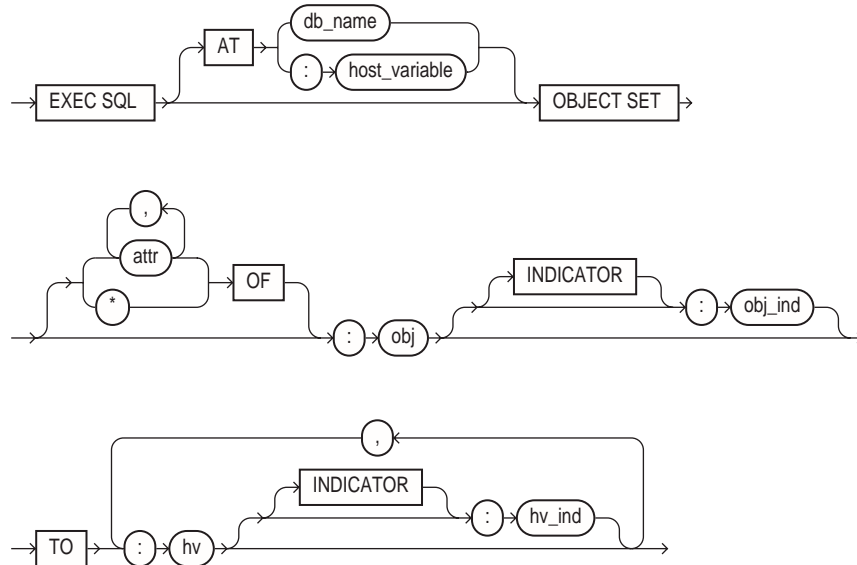 db_name
AT
: host_variable
EXEC SQL OBJECT SET
,
attr INDICATOR
OF
* : obj_ind
: obj
,
INDICATOR
TO : hv : hv_ind